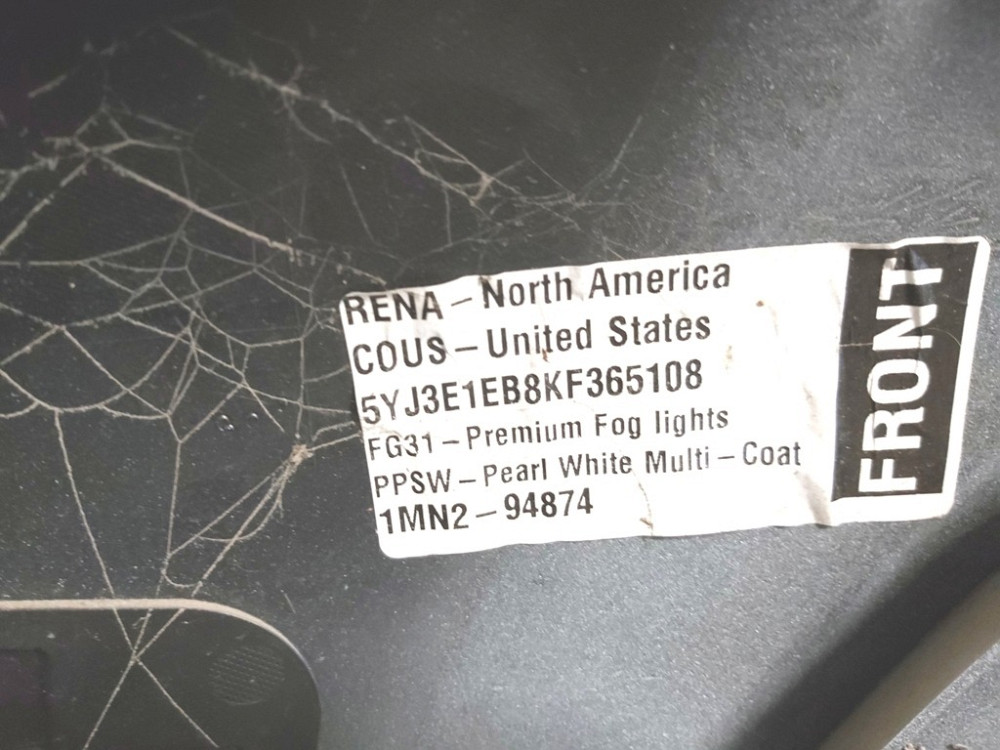 RENA - North America
COUS - United States
5YJ3E1EB8KF365108
FG31 - Premium Fog lights
PPSW - Pearl White Multi - Coat
1MN2 - 94874
FRONT